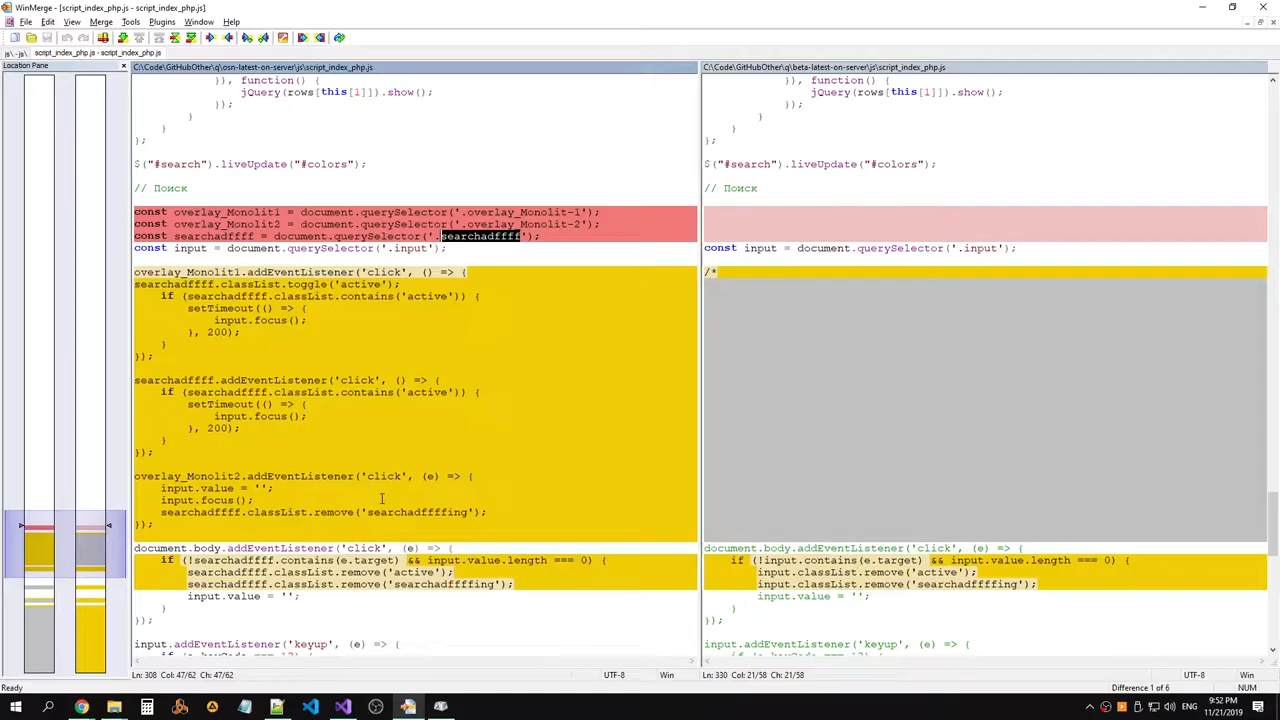 WinMerge - [script_index_php.js - script_index_php.js]
File Edit View Merge Tools Plugins Window Help
js\ - js\ script_index_php.js - script_index_php.js
Location Pane
C:\Code\GitHubOther\q\osn-latest-on-server\js\script_index_php.js
}), function() {
jQuery(rows[this[i]]).show();
});
}
}
};
$("#search").liveUpdate("#colors");
// Поиск
const overlay_Monolit1 = document.querySelector('.overlay_Monolit-1');
const overlay_Monolit2 = document.querySelector('.overlay_Monolit-2');
const searchadffff = document.querySelector('.searchadffff');
const input = document.querySelector('.input');
overlay_Monolit1.addEventListener('click', () => {
searchadffff.classList.toggle('active');
if (searchadffff.classList.contains('active')) {
setTimeout(() => {
input.focus();
}, 200);
}
});
searchadffff.addEventListener('click', () => {
if (searchadffff.classList.contains('active')) {
setTimeout(() => {
input.focus();
}, 200);
}
});
overlay_Monolit2.addEventListener('click', (e) => {
input.value = '';
input.focus();
searchadffff.classList.remove('searchadffffing');
});
document.body.addEventListener('click', (e) => {
if (!searchadffff.contains(e.target) && input.value.length === 0) {
searchadffff.classList.remove('active');
searchadffff.classList.remove('searchadffffing');
input.value = '';
}
});
input.addEventListener('keyup', (e) => {
C:\Code\GitHubOther\q\beta-latest-on-server\js\script_index_php.js
}), function() {
jQuery(rows[this[i]]).show();
});
}
}
};
$("#search").liveUpdate("#colors");
// Поиск
const input = document.querySelector('.input');
/*
document.body.addEventListener('click', (e) => {
if (!input.contains(e.target) && input.value.length === 0) {
input.classList.remove('active');
input.classList.remove('searchadffffing');
input.value = '';
}
});
input.addEventListener('keyup', (e) => {
Ln: 308 Col: 47/62 Ch: 47/62 UTF-8 Win
Ln: 330 Col: 21/58 Ch: 21/58 UTF-8 Win
Ready Difference 1 of 6 NUM
ENG
9:52 PM
11/21/2019